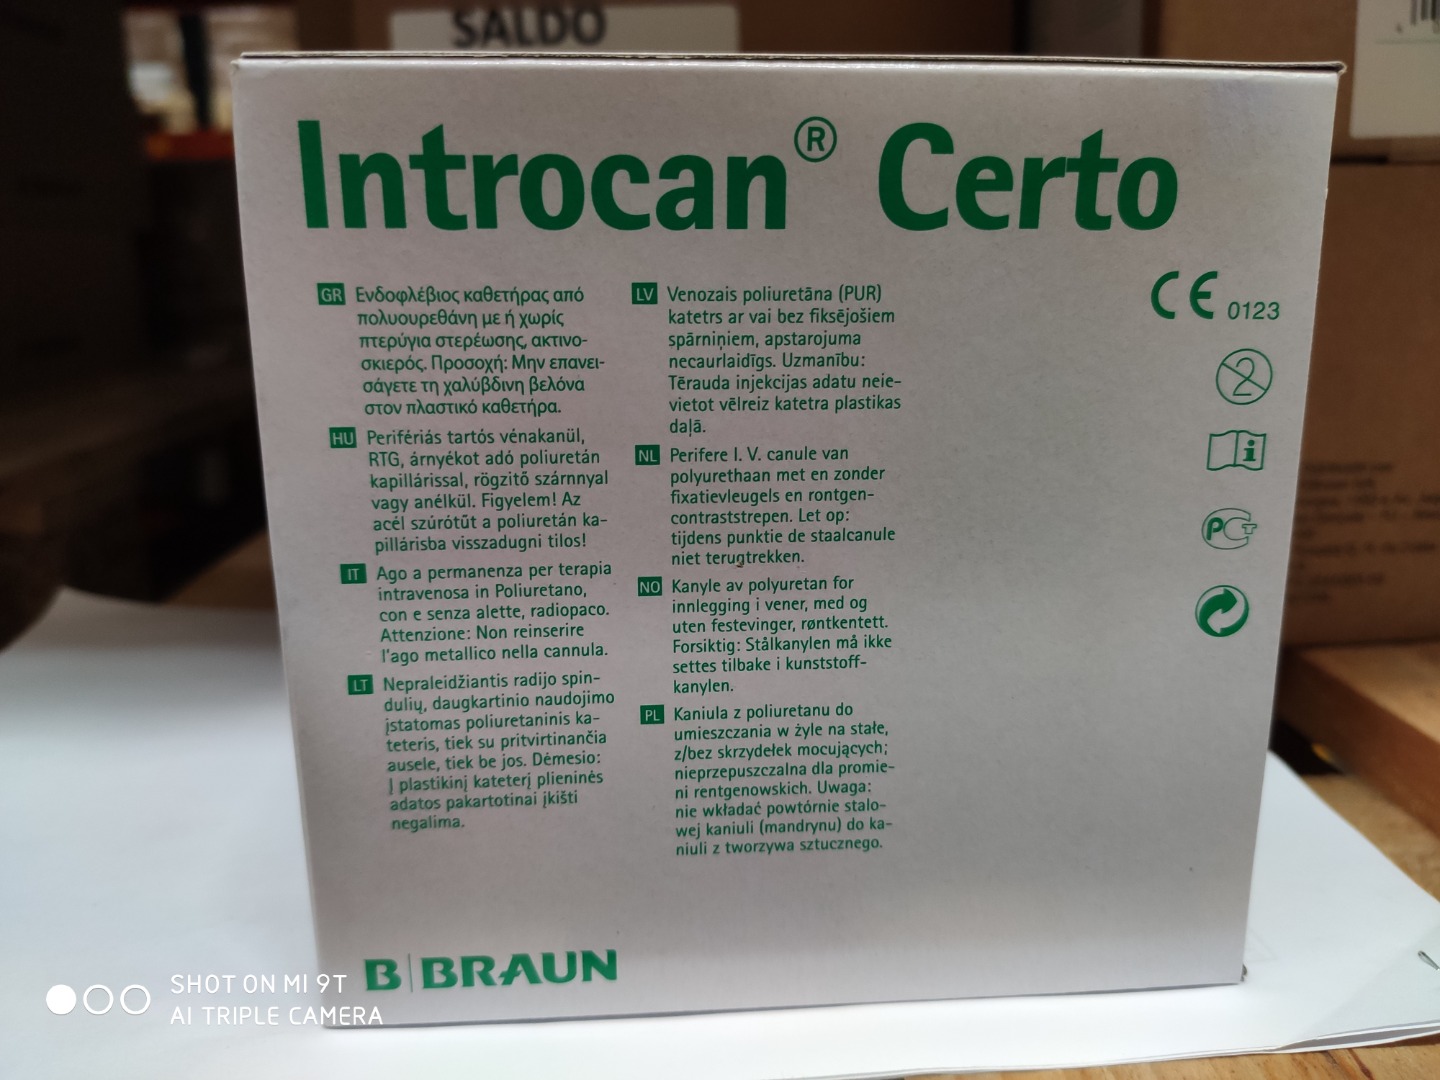 SALDO
Introcan® Certo
GR Ενδοφλέβιος καθετήρας από
πολυουρεθάνη με ή χωρίς
πτερύγια στερέωσης, ακτινο-
σκιερός. Προσοχή: Μην επανει-
σάγετε τη χαλύβδινη βελόνα
στον πλαστικό καθετήρα.
HU Perifériás tartós vénakanül,
RTG, árnyékot adó poliuretán
kapillárissal, rögzitő szárnnyal
vagy anélkül. Figyelem! Az
acél szúrótűt a poliuretán ka-
pillárisba visszadugni tilos!
IT Ago a permanenza per terapia
intravenosa in Poliuretano,
con e senza alette, radiopaco.
Attenzione: Non reinserire
l'ago metallico nella cannula.
LT Nepraleidžiantis radijo spin-
dulių, daugkartinio naudojimo
įstatomas poliuretaninis ka-
teteris, tiek su pritvirtinančia
ausele, tiek be jos. Dėmesio:
Į plastikinį kateterį plieninės
adatos pakartotinai įkišti
negalima.
LV Venozais poliuretāna (PUR)
katetrs ar vai bez fiksējošiem
spārniņiem, apstarojuma
necaurlaidīgs. Uzmanību:
Tērauda injekcijas adatu neie-
vietot vēlreiz katetra plastikas
daļā.
NL Perifere I. V. canule van
polyurethaan met en zonder
fixatievleugels en rontgen-
contraststrepen. Let op:
tijdens punktie de staalcanule
niet terugtrekken.
NO Kanyle av polyuretan for
innlegging i vener, med og
uten festevinger, røntkentett.
Forsiktig: Stålkanylen må ikke
settes tilbake i kunststoff-
kanylen.
PL Kaniula z poliuretanu do
umieszczania w żyle na stałe,
z/bez skrzydełek mocujących;
nieprzepuszczalna dla promie-
ni rentgenowskich. Uwaga:
nie wkładać powtórnie stalo-
wej kaniuli (mandrynu) do ka-
niuli z tworzywa sztucznego.
CE 0123
2
i
PCT
B|BRAUN
SHOT ON MI 9T
AI TRIPLE CAMERA